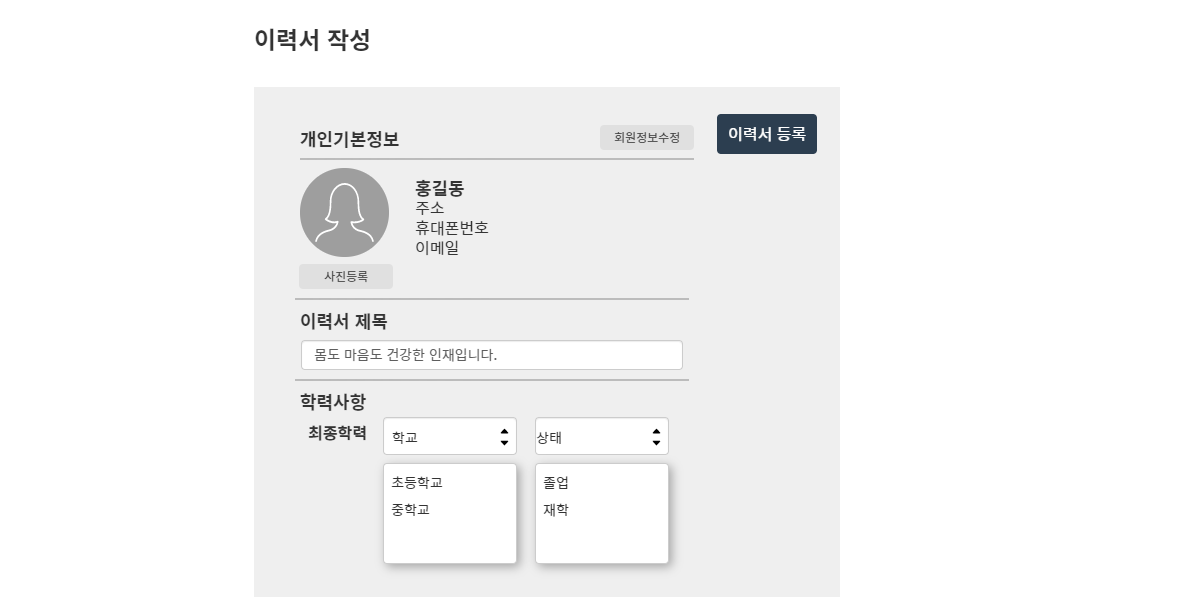 이력서 작성
개인기본정보
회원정보수정
이력서 등록
홍길동
주소
휴대폰번호
이메일
사진등록
이력서 제목
몸도 마음도 건강한 인재입니다.
학력사항
최종학력
학교
상태
초등학교
졸업
중학교
재학